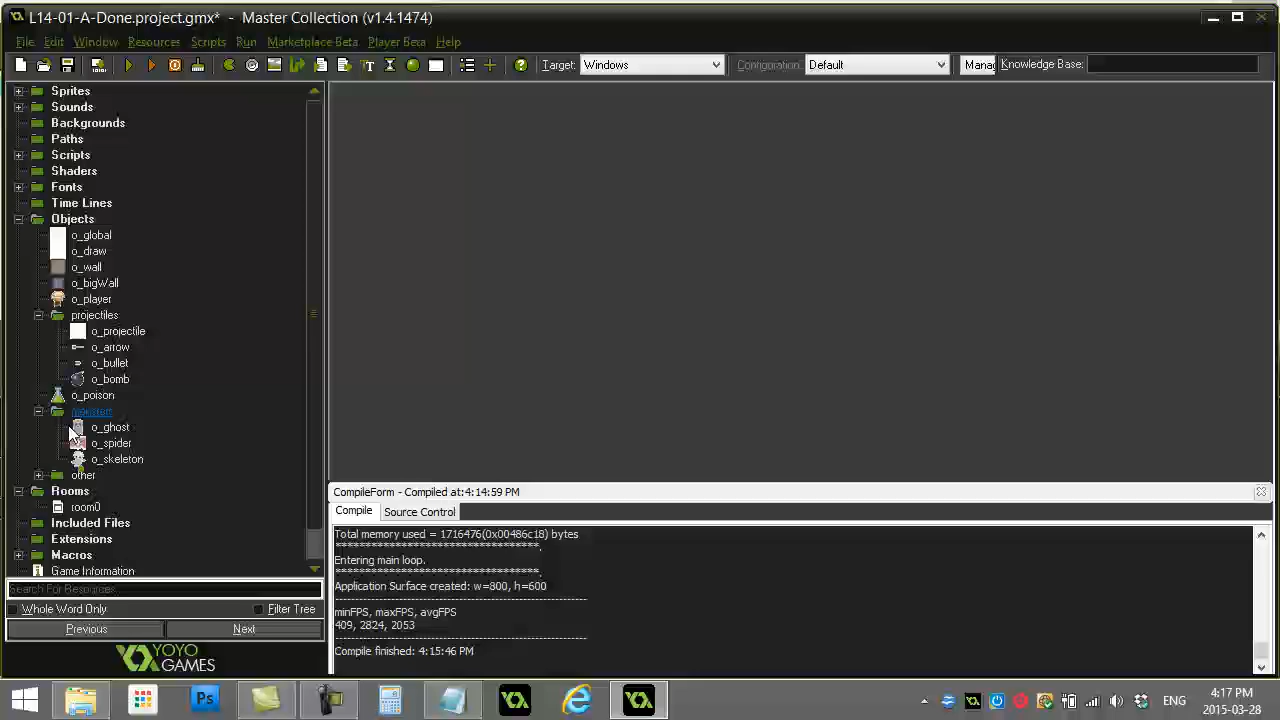 L14-01-A-Done.project.gmx* - Master Collection (v1.4.1474)
File Edit Window Resources Scripts Run Marketplace Beta Player Beta Help
Target: Windows Configuration: Default Manag Knowledge Base:
Sprites
Sounds
Backgrounds
Paths
Scripts
Shaders
Fonts
Time Lines
Objects
o_global
o_draw
o_wall
o_bigWall
o_player
projectiles
o_projectile
o_arrow
o_bullet
o_bomb
o_poison
monsters
o_ghost
o_spider
o_skeleton
other
Rooms
room0
Included Files
Extensions
Macros
Game Information
Search For Resources...
Whole Word Only Filter Tree
Previous Next
YOYO
GAMES
CompileForm - Compiled at:4:14:59 PM
Compile Source Control
Total memory used = 1716476(0x00486c18) bytes
**********************************.
Entering main loop.
**********************************.
Application Surface created: w=800, h=600
minFPS, maxFPS, avgFPS
409, 2824, 2053
Compile finished: 4:15:46 PM
Ps
ENG
4:17 PM
2015-03-28